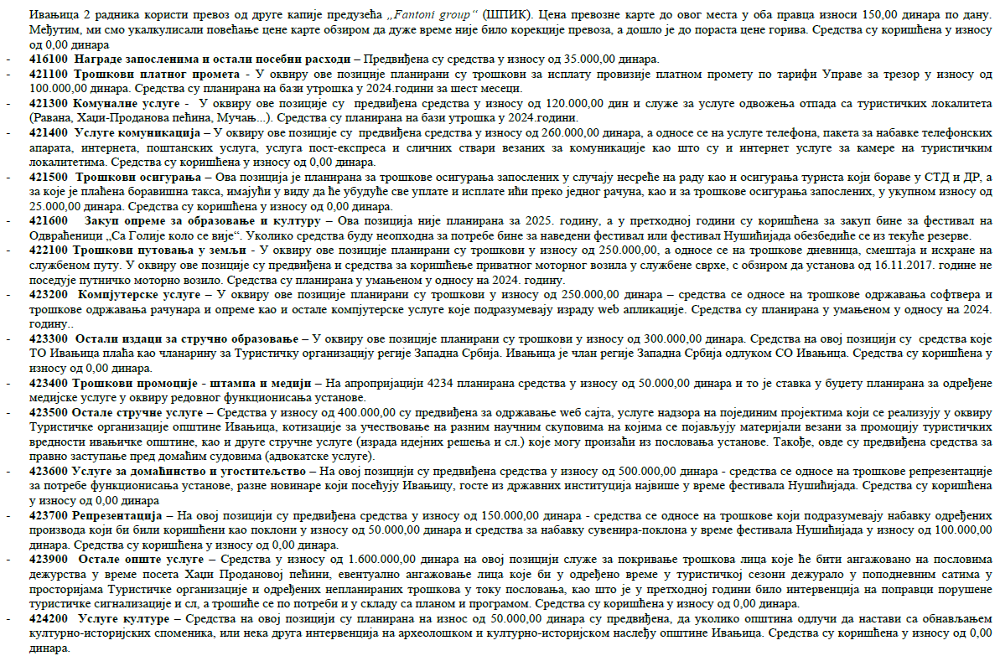 Ивањица 2 радника користи превоз од друге капије предузећа „Fantoni group“ (ШПИК). Цена превозне карте до овог места у оба правца износи 150,00 динара по дану.
Међутим, ми смо укалкулисали повећање цене карте обзиром да дуже време није било корекције превоза, а дошло је до пораста цене горива. Средства су коришћена у износу
од 0,00 динара
- 416100 Награде запосленима и остали посебни расходи – Предвиђена су средства у износу од 35.000,00 динара.
- 421100 Трошкови платног промета - У оквиру ове позиције планирани су трошкови за исплату провизије платном промету по тарифи Управе за трезор у износу од
100.000,00 динара. Средства су планирана на бази утрошка у 2024.години за шест месеци.
- 421300 Комуналне услуге - У оквиру ове позиције су предвиђена средства у износу од 120.000,00 дин и служе за услуге одвожења отпада са туристичких локалитета
(Равана, Хаџи-Проданова пећина, Мучањ...). Средства су планирана на бази утрошка у 2024.години.
- 421400 Услуге комуникација – У оквиру ове позиције су предвиђена средства у износу од 260.000,00 динара, а односе се на услуге телефона, пакета за набавке телефонских
апарата, интернета, поштанских услуга, услуга пост-експреса и сличних ствари везаних за комуникације као што су и интернет услуге за камере на туристичким
локалитетима. Средства су коришћена у износу од 0,00 динара.
- 421500 Трошкови осигурања – Ова позиција је планирана за трошкове осигурања запослених у случају несреће на раду као и осигурања туриста који бораве у СТД и ДР, а
за које је плаћена боравишна такса, имајући у виду да ће убудуће све уплате и исплате ићи преко једног рачуна, као и за трошкове осигурања запослених, у укупном износу од
25.000,00 динара. Средства су коришћена у износу од 0,00 динара.
- 421600 Закуп опреме за образовање и културу – Ова позиција није планирана за 2025. годину, а у претходној години су коришћена за закуп бине за фестивал на
Одвраћеници „Са Голије коло се вије“. Уколико средства буду неопходна за потребе бине за наведени фестивал или фестивал Нушићијада обезбедиће се из текуће резерве.
- 422100 Трошкови путовања у земљи - У оквиру ове позиције планирани су трошкови у износу од 250.000,00, а односе се на трошкове дневница, смештаја и исхране на
службеном путу. У оквиру ове позиције су предвиђена и средства за коришћење приватног моторног возила у службене сврхе, с обзиром да установа од 16.11.2017. године не
поседује путничко моторно возило. Средства су планирана у умањеном у односу на 2024. годину.
- 423200 Компјутерске услуге – У оквиру ове позиције планирани су трошкови у износу од 250.000,00 динара – средства се односе на трошкове одржавања софтвера и
трошкове одржавања рачунара и опреме као и остале компјутерске услуге које подразумевају израду web апликације. Средства су планирана у умањеном у односу на 2024.
годину..
- 423300 Остали издаци за стручно образовање – У оквиру ове позиције планирани су трошкови у износу од 300.000,00 динара. Средства на овој позицији су средства које
ТО Ивањица плаћа као чланарину за Туристичку организацију регије Западна Србија. Ивањица је члан регије Западна Србија одлуком СО Ивањица. Средства су коришћена у
износу од 0,00 динара.
- 423400 Трошкови промоције - штампа и медији – На апропријацији 4234 планирана средства у износу од 50.000,00 динара и то је ставка у буџету планирана за одређене
медијске услуге у оквиру редовног функционисања установе.
- 423500 Остале стручне услуге – Средства у износу од 400.000,00 су предвиђена за одржавање weб сајта, услуге надзора на појединим пројектима који се реализују у оквиру
Туристичке организације општине Ивањица, котизације за учествовање на разним научним скуповима на којима се појављују материјали везани за промоцију туристичких
вредности ивањичке општине, као и друге стручне услуге (израда идејних решења и сл.) које могу произаћи из пословања установе. Такође, овде су предвиђена средства за
правно заступање пред домаћим судовима (адвокатске услуге).
- 423600 Услуге за домаћинство и угоститељство – На овој позицији су предвиђена средства у износу од 500.000,00 динара - средства се односе на трошкове репрезентације
за потребе функционисања установе, разне новинаре који посећују Ивањицу, госте из државних институција највише у време фестивала Нушићијада. Средства су коришћена
у износу од 0,00 динара
- 423700 Репрезентација – На овој позицији су предвиђена средства у износу од 150.000,00 динара - средства се односе на трошкове који подразумевају набавку одређених
производа који би били коришћени као поклони у износу од 50.000,00 динара и средства за набавку сувенира-поклона у време фестивала Нушићијада у износу од 100.000,00
динара. Средства су коришћена у износу од 0,00 динара.
- 423900 Остале опште услуге – Средства у износу од 1.600.000,00 динара на овој позицији служе за покривање трошкова лица које ће бити ангажовано на пословима
дежурства у време посета Хаџи Продановој пећини, евентуално ангажовање лица које би у одређено време у туристичкој сезони дежурало у поподневним сатима у
просторијама Туристичке организације и одређених непланираних трошкова у току пословања, као што је у претходној години било интервенција на поправци порушене
туристичке сигнализације и сл, а трошиће се по потреби и у складу са планом и програмом. Средства су коришћена у износу од 0,00 динара.
- 424200 Услуге културе – Средства на овој позицији су планирана на износ од 50.000,00 динара су предвиђена, да уколико општина одлучи да настави са обнављањем
културно-историјских споменика, или нека друга интервенција на археолошком и културно-историјском наслеђу општине Ивањица. Средства су коришћена у износу од 0,00
динара.